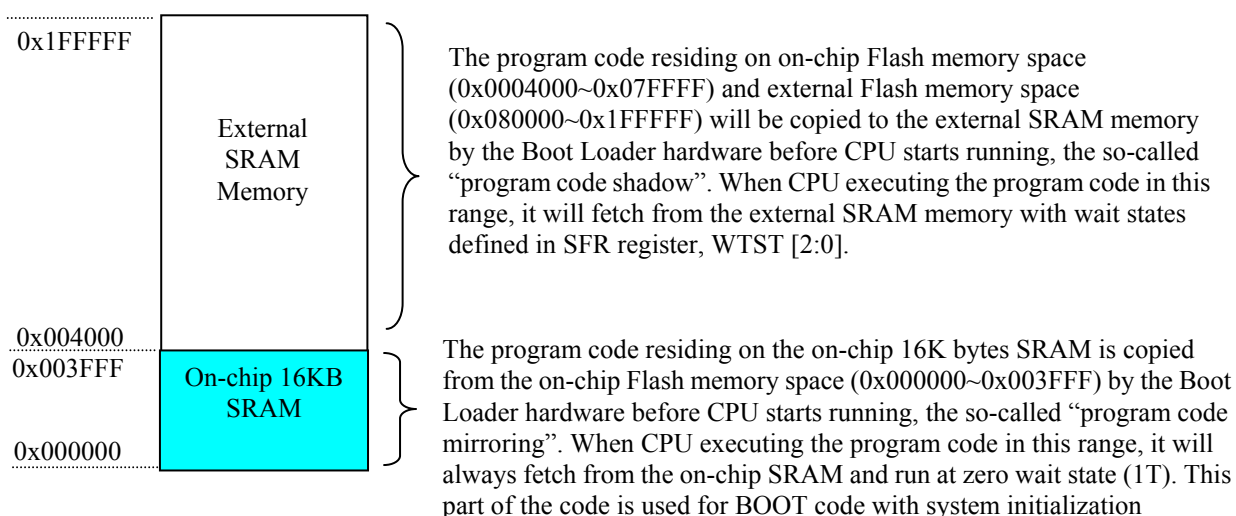 0x1FFFFF
External
SRAM
Memory
The program code residing on on-chip Flash memory space
(0x0004000~0x07FFFF) and external Flash memory space
(0x080000~0x1FFFFF) will be copied to the external SRAM memory
by the Boot Loader hardware before CPU starts running, the so-called
“program code shadow”. When CPU executing the program code in this
range, it will fetch from the external SRAM memory with wait states
defined in SFR register, WTST [2:0].
0x004000
0x003FFF
On-chip 16KB
SRAM
0x000000
The program code residing on the on-chip 16K bytes SRAM is copied
from the on-chip Flash memory space (0x000000~0x003FFF) by the Boot
Loader hardware before CPU starts running, the so-called “program code
mirroring”. When CPU executing the program code in this range, it will
always fetch from the on-chip SRAM and run at zero wait state (1T). This
part of the code is used for BOOT code with system initialization